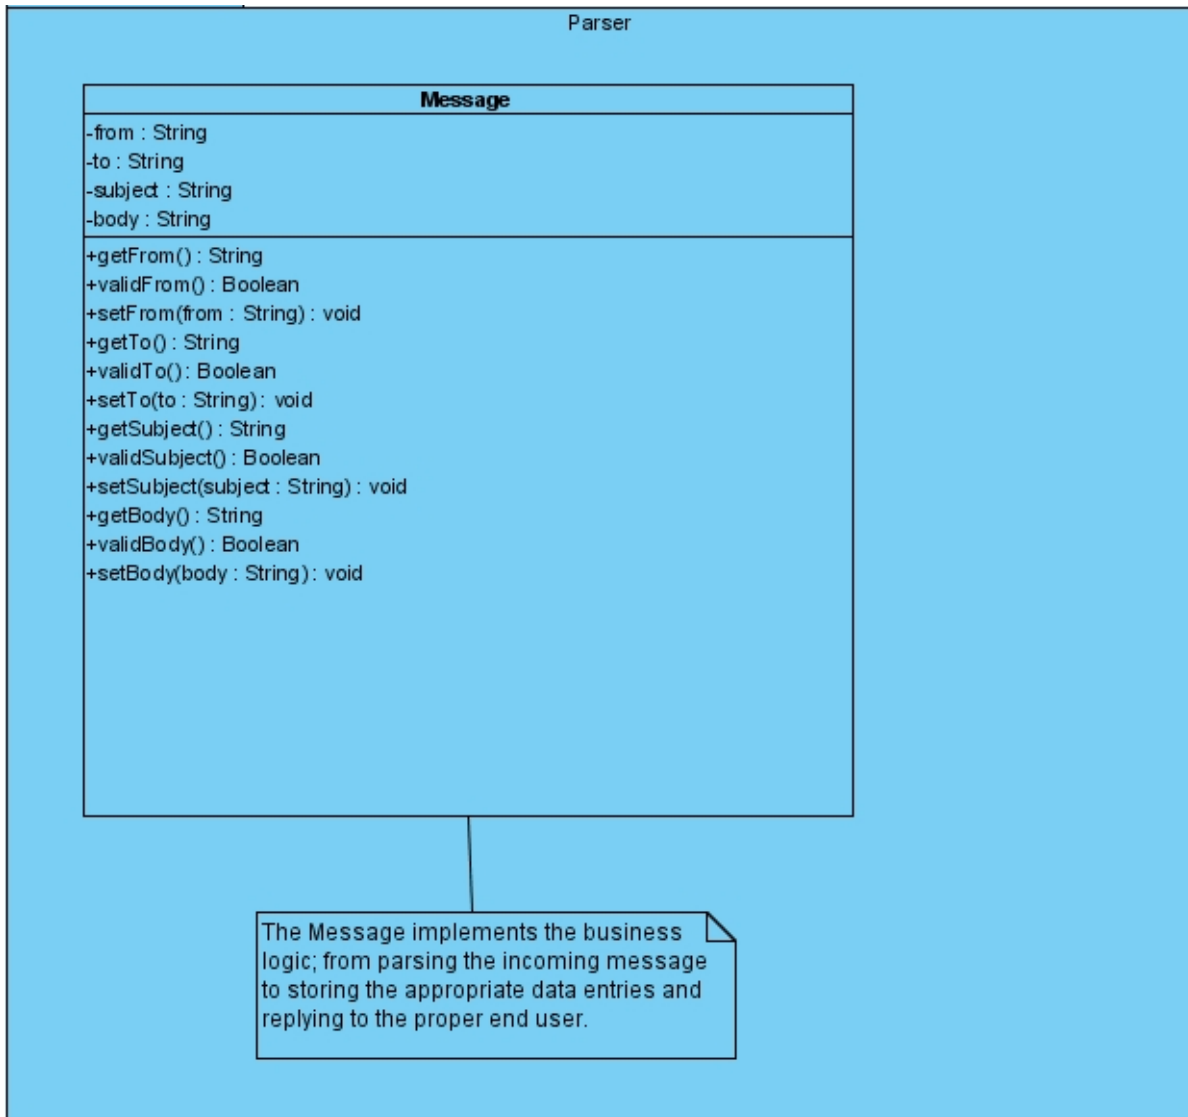 Parser
Message
-from : String
-to : String
-subject : String
-body : String
+getFrom() : String
+validFrom() : Boolean
+setFrom(from : String) : void
+getTo() : String
+validTo() : Boolean
+setTo(to : String) : void
+getSubject() : String
+validSubject() : Boolean
+setSubject(subject : String) : void
+getBody() : String
+validBody() : Boolean
+setBody(body : String) : void
The Message implements the business
logic; from parsing the incoming message
to storing the appropriate data entries and
replying to the proper end user.